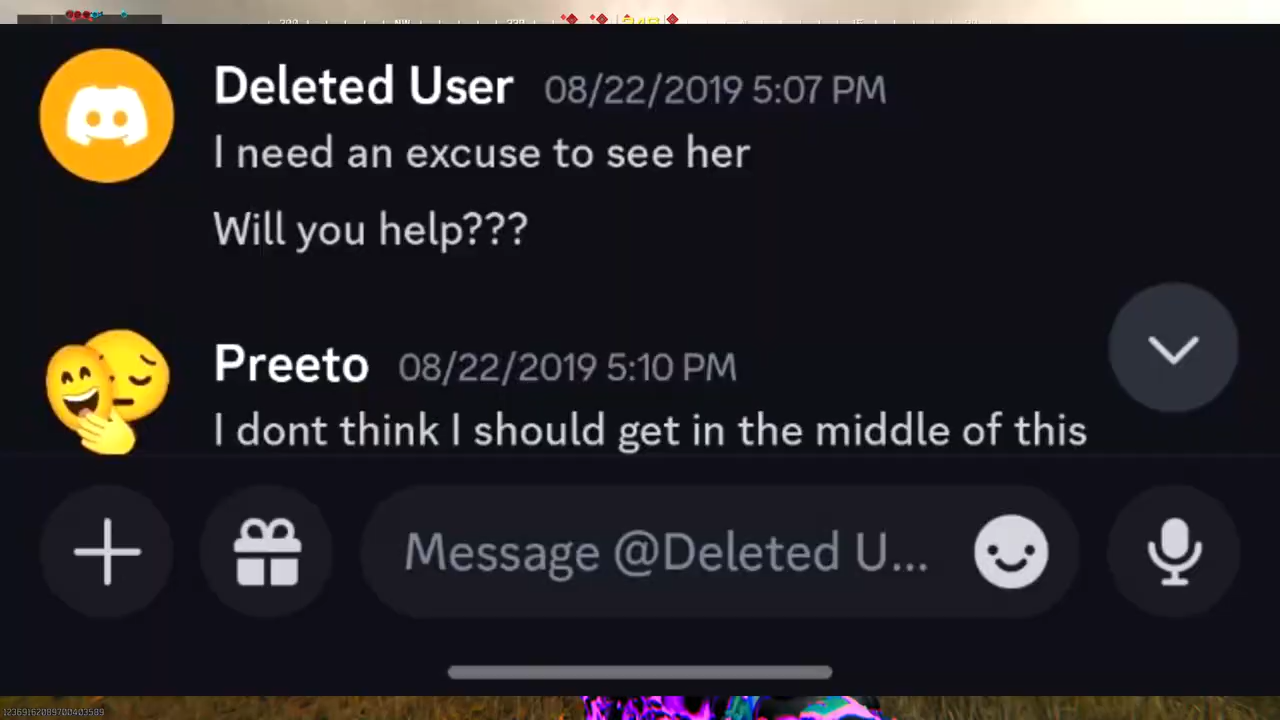 Deleted User 08/22/2019 5:07 PM
I need an excuse to see her
Will you help???
Preeto 08/22/2019 5:10 PM
I dont think I should get in the middle of this
Message @Deleted U...